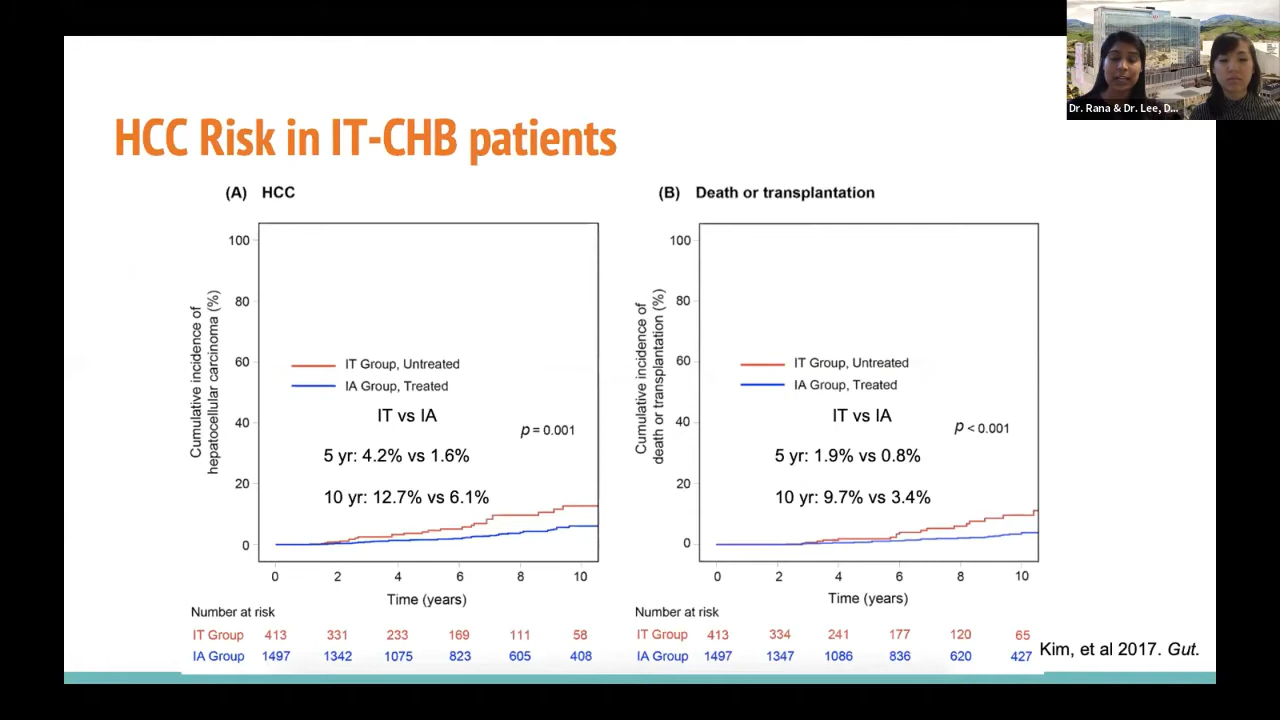 Dr. Rana & Dr. Lee, D...
HCC Risk in IT-CHB patients
(A) HCC
100
80
60
40
20
0
Cumulative incidence of
hepatocellular carcinoma (%)
IT Group, Untreated
IA Group, Treated
IT vs IA
p = 0.001
5 yr: 4.2% vs 1.6%
10 yr: 12.7% vs 6.1%
0 2 4 6 8 10
Time (years)
Number at risk
IT Group 413 331 233 169 111 58
IA Group 1497 1342 1075 823 605 408
(B) Death or transplantation
100
80
60
40
20
0
Cumulative incidence of
death or transplantation (%)
IT Group, Untreated
IA Group, Treated
IT vs IA
p < 0.001
5 yr: 1.9% vs 0.8%
10 yr: 9.7% vs 3.4%
0 2 4 6 8 10
Time (years)
Number at risk
IT Group 413 334 241 177 120 65
IA Group 1497 1347 1086 836 620 427
Kim, et al 2017. Gut.